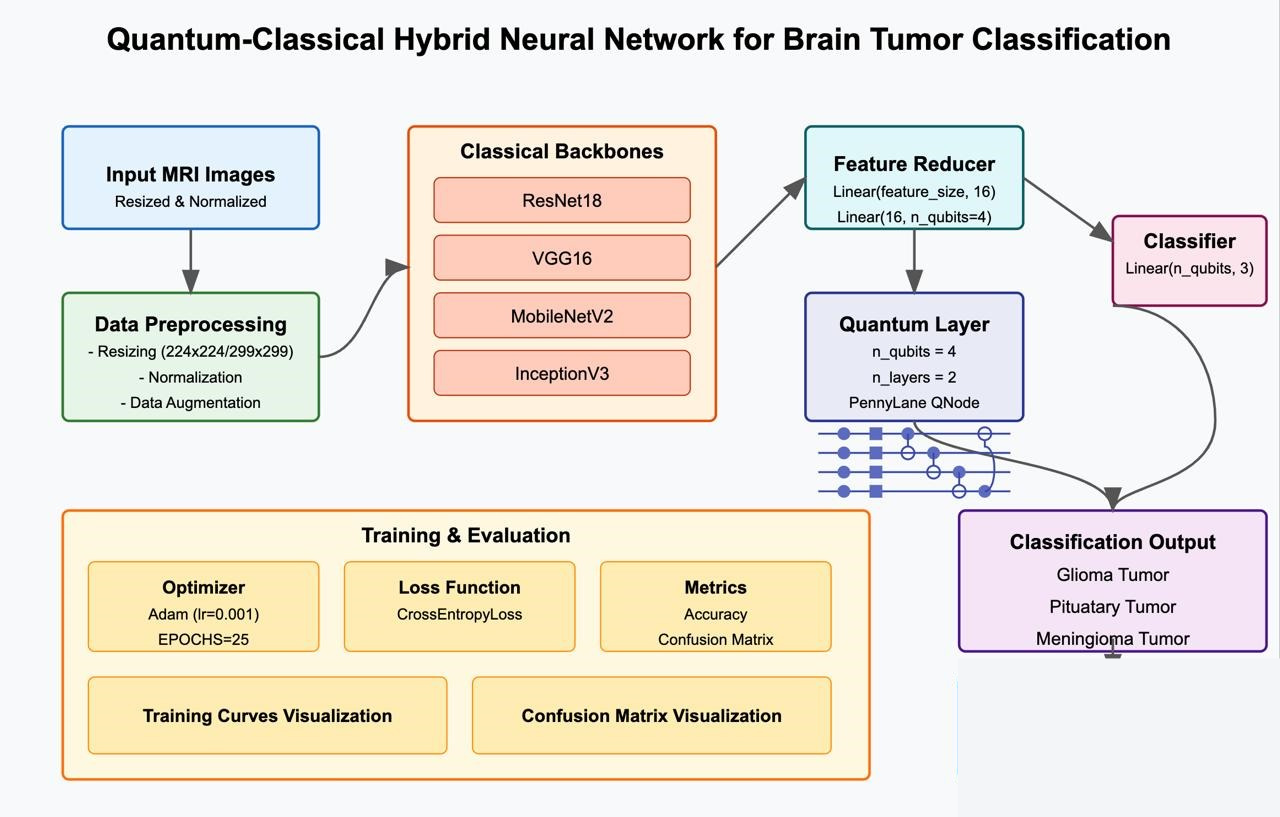 Quantum-Classical Hybrid Neural Network for Brain Tumor Classification
Input MRI Images
Resized & Normalized
Data Preprocessing
- Resizing (224x224/299x299)
- Normalization
- Data Augmentation
Classical Backbones
ResNet18
VGG16
MobileNetV2
InceptionV3
Feature Reducer
Linear(feature_size, 16)
Linear(16, n_qubits=4)
Quantum Layer
n_qubits = 4
n_layers = 2
PennyLane QNode
Classifier
Linear(n_qubits, 3)
Classification Output
Glioma Tumor
Pituatary Tumor
Meningioma Tumor
Training & Evaluation
Optimizer
Adam (lr=0.001)
EPOCHS=25
Loss Function
CrossEntropyLoss
Metrics
Accuracy
Confusion Matrix
Training Curves Visualization
Confusion Matrix Visualization